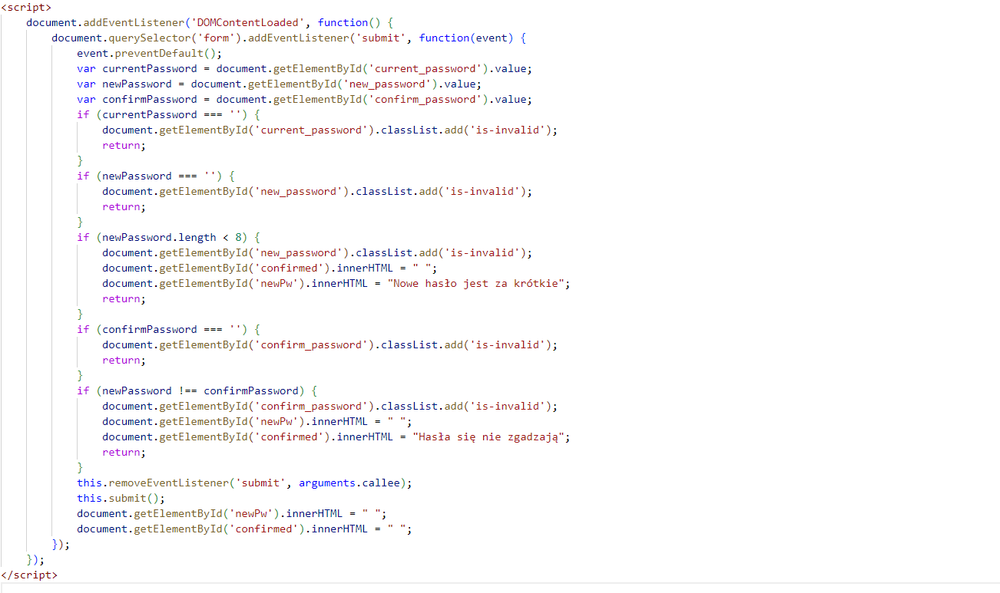 <script>
document.addEventListener('DOMContentLoaded', function() {
document.querySelector('form').addEventListener('submit', function(event) {
event.preventDefault();
var currentPassword = document.getElementById('current_password').value;
var newPassword = document.getElementById('new_password').value;
var confirmPassword = document.getElementById('confirm_password').value;
if (currentPassword === '') {
document.getElementById('current_password').classList.add('is-invalid');
return;
}
if (newPassword === '') {
document.getElementById('new_password').classList.add('is-invalid');
return;
}
if (newPassword.length < 8) {
document.getElementById('new_password').classList.add('is-invalid');
document.getElementById('confirmed').innerHTML = " ";
document.getElementById('newPw').innerHTML = "Nowe hasło jest za krótkie";
return;
}
if (confirmPassword === '') {
document.getElementById('confirm_password').classList.add('is-invalid');
return;
}
if (newPassword !== confirmPassword) {
document.getElementById('confirm_password').classList.add('is-invalid');
document.getElementById('newPw').innerHTML = " ";
document.getElementById('confirmed').innerHTML = "Hasła się nie zgadzają";
return;
}
this.removeEventListener('submit', arguments.callee);
this.submit();
document.getElementById('newPw').innerHTML = " ";
document.getElementById('confirmed').innerHTML = " ";
});
});
</script>